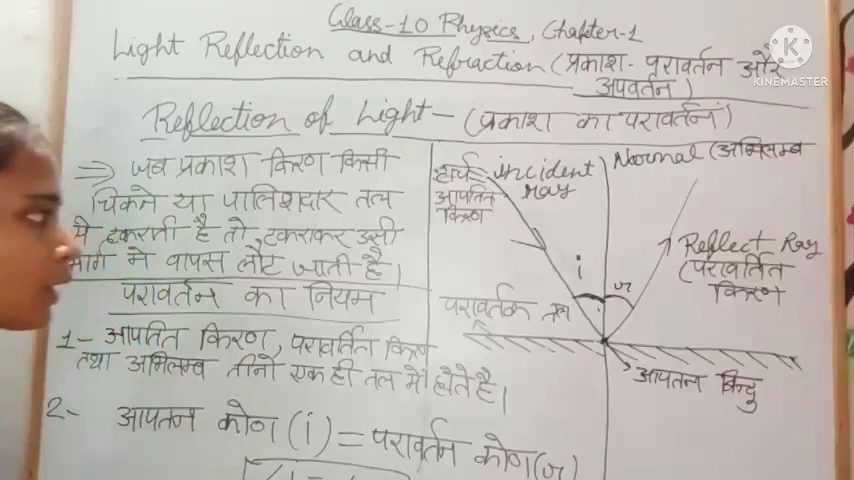 Class-10 Physics, Chapter-1
Light Reflection and Refraction (प्रकाश- परावर्तन और
अपवर्तन)
KINEMASTER
Reflection of Light - (प्रकाश का परावर्तन)
⇒ जब प्रकाश किरण किसी
चिकने या पालिशदार तल
से टकराती है तो टकराकर उसी
मार्ग में वापस लौट जाती है।
परावर्तन का नियम
1- आपतित किरण, परावर्तित किरण
तथा अभिलम्ब तीनो एक ही तल में होते है।
2- आपतन कोण (i) = परावर्तन कोण (r)
incident
ray
आपतित
किरण
Normal (अभिलम्ब
Reflect Ray
(परावर्तित
किरण
i
r
परावर्तक तल
आपतन बिन्दु